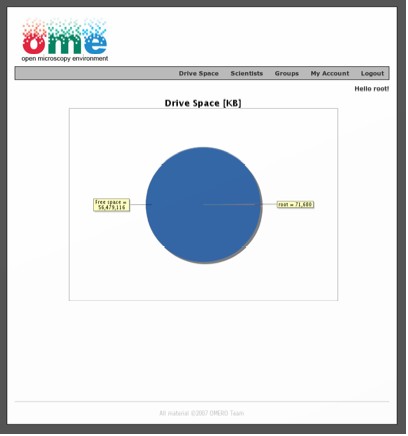 ome
open microscopy environment
Drive Space Scientists Groups My Account Logout
Hello root!
Drive Space [KB]
Free space =
56,479,116
root = 71,680
All material ©2007 OMERO Team